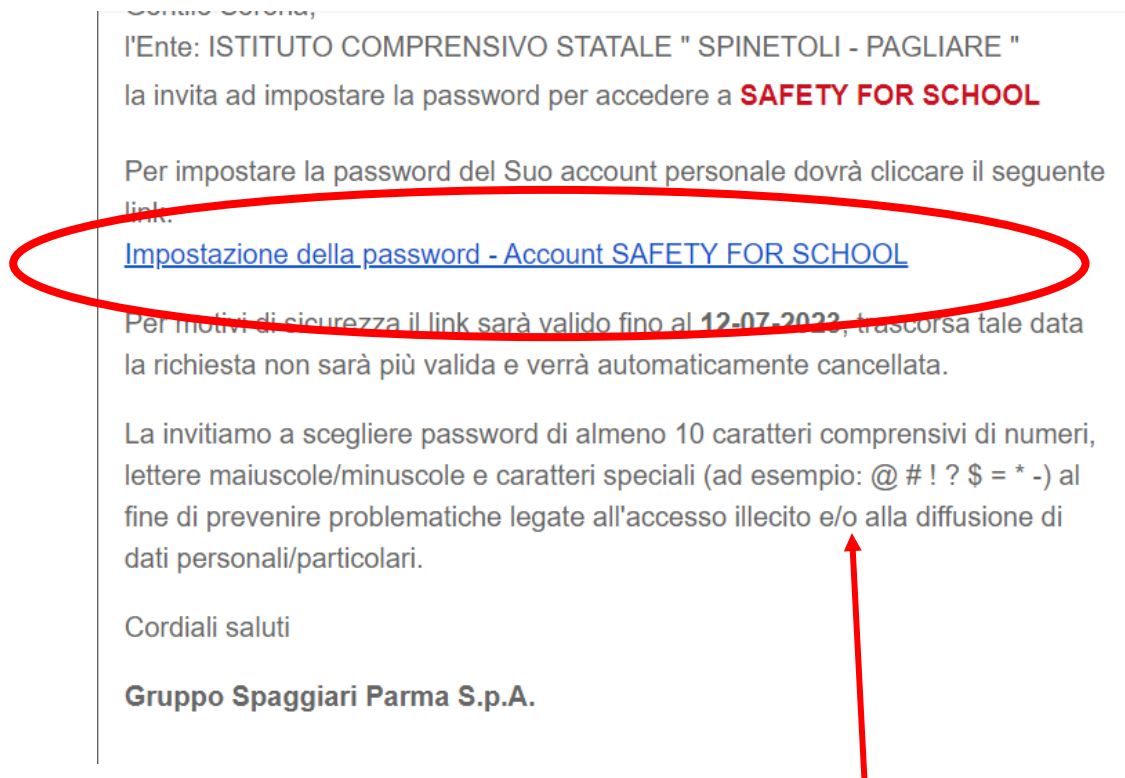 l'Ente: ISTITUTO COMPRENSIVO STATALE " SPINETOLI - PAGLIARE "
la invita ad impostare la password per accedere a SAFETY FOR SCHOOL
Per impostare la password del Suo account personale dovrà cliccare il seguente
link:
Impostazione della password - Account SAFETY FOR SCHOOL
Per motivi di sicurezza il link sarà valido fino al 12-07-2023, trascorsa tale data
la richiesta non sarà più valida e verrà automaticamente cancellata.
La invitiamo a scegliere password di almeno 10 caratteri comprensivi di numeri,
lettere maiuscole/minuscole e caratteri speciali (ad esempio: @ # ! ? $ = * -) al
fine di prevenire problematiche legate all'accesso illecito e/o alla diffusione di
dati personali/particolari.
Cordiali saluti
Gruppo Spaggiari Parma S.p.A.